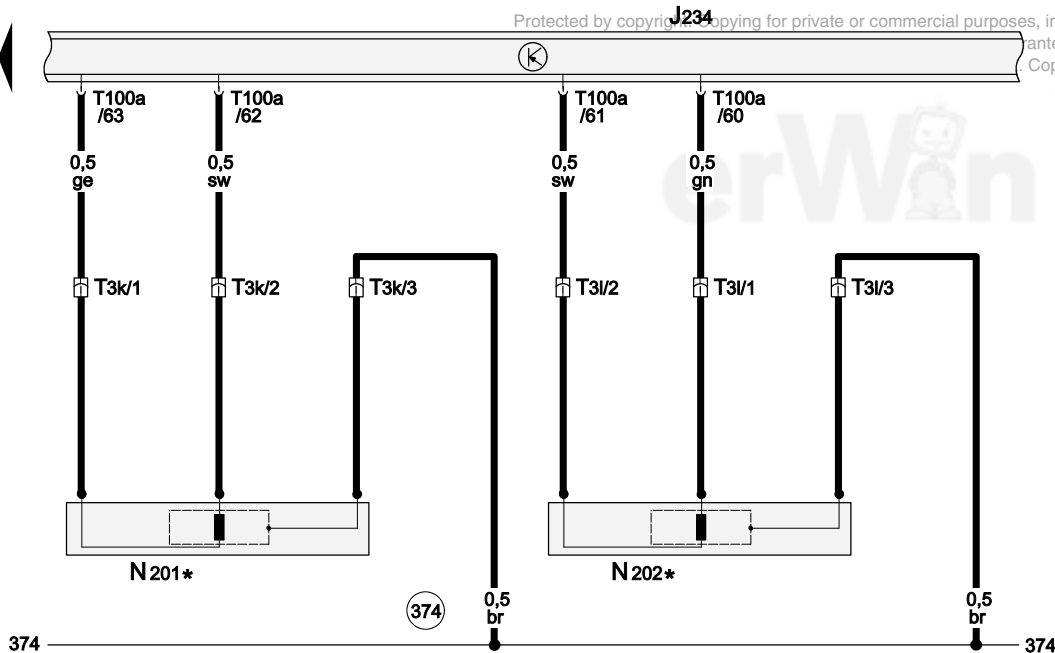 Protected by copyright. Copying for private or commercial purposes, in
J234
. Cop
T100a
/63
T100a
/62
T100a
/61
T100a
/60
erWin
0,5
ge
0,5
sw
0,5
sw
0,5
gn
T3k/1
T3k/2
T3k/3
T3l/2
T3l/1
T3l/3
N201*
N202*
374
0,5
br
0,5
br
374
374